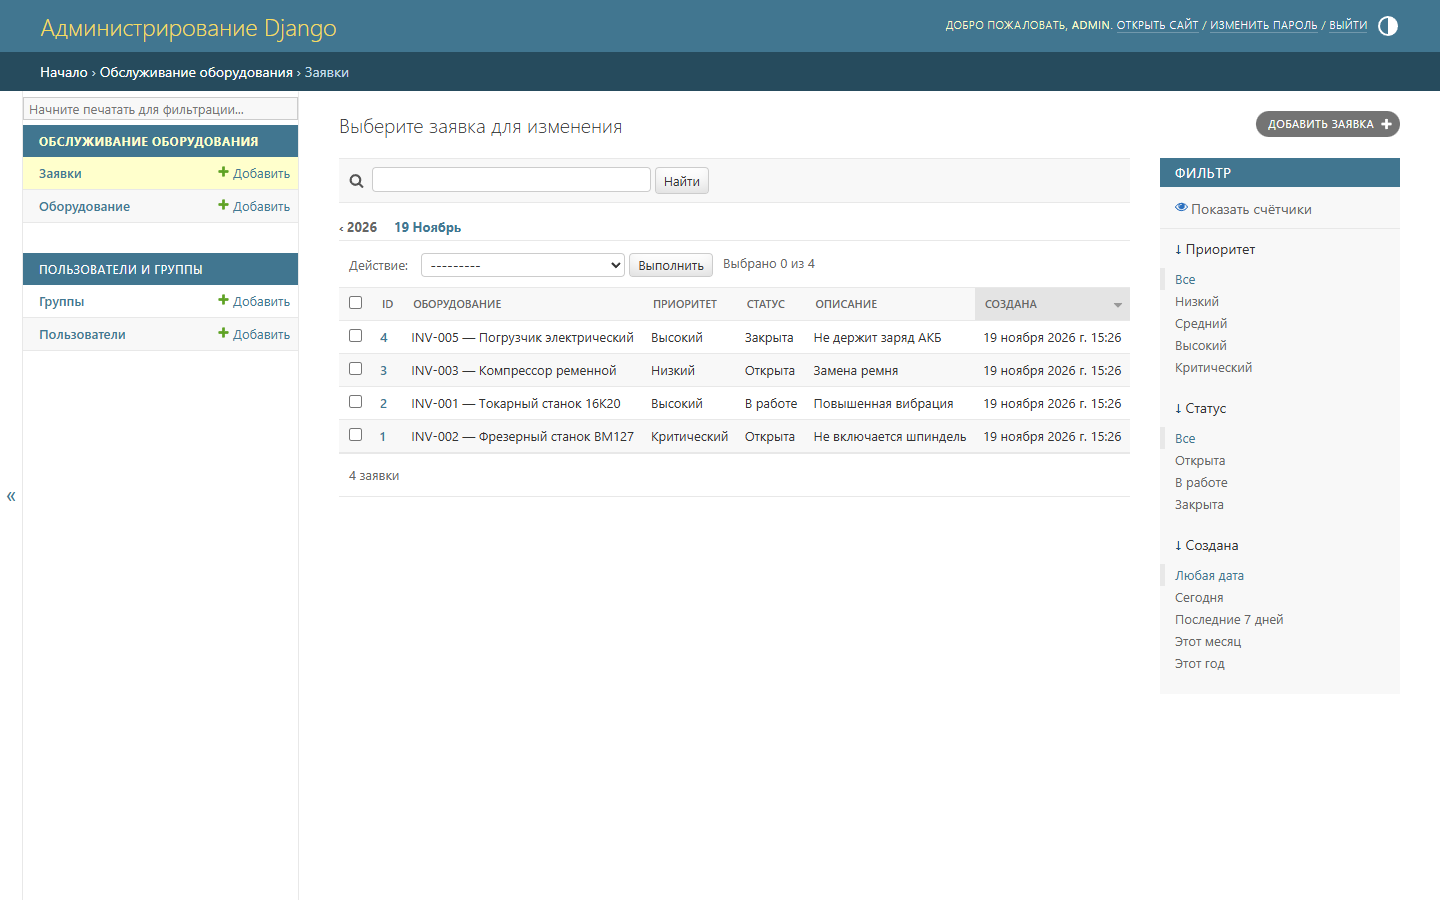 Администрирование Django
ДОБРО ПОЖАЛОВАТЬ, ADMIN. ОТКРЫТЬ САЙТ / ИЗМЕНИТЬ ПАРОЛЬ / ВЫЙТИ
Начало › Обслуживание оборудования › Заявки
Начните печатать для фильтрации...
ОБСЛУЖИВАНИЕ ОБОРУДОВАНИЯ
Заявки Добавить
Оборудование Добавить
ПОЛЬЗОВАТЕЛИ И ГРУППЫ
Группы Добавить
Пользователи Добавить
«
Выберите заявка для изменения
ДОБАВИТЬ ЗАЯВКА
Найти
‹ 2026 19 Ноябрь
Действие: --------- Выполнить Выбрано 0 из 4
ID ОБОРУДОВАНИЕ ПРИОРИТЕТ СТАТУС ОПИСАНИЕ СОЗДАНА
4 INV-005 — Погрузчик электрический Высокий Закрыта Не держит заряд АКБ 19 ноября 2026 г. 15:26
3 INV-003 — Компрессор ременной Низкий Открыта Замена ремня 19 ноября 2026 г. 15:26
2 INV-001 — Токарный станок 16К20 Высокий В работе Повышенная вибрация 19 ноября 2026 г. 15:26
1 INV-002 — Фрезерный станок ВМ127 Критический Открыта Не включается шпиндель 19 ноября 2026 г. 15:26
4 заявки
ФИЛЬТР
Показать счётчики
↓ Приоритет
Все
Низкий
Средний
Высокий
Критический
↓ Статус
Все
Открыта
В работе
Закрыта
↓ Создана
Любая дата
Сегодня
Последние 7 дней
Этот месяц
Этот год